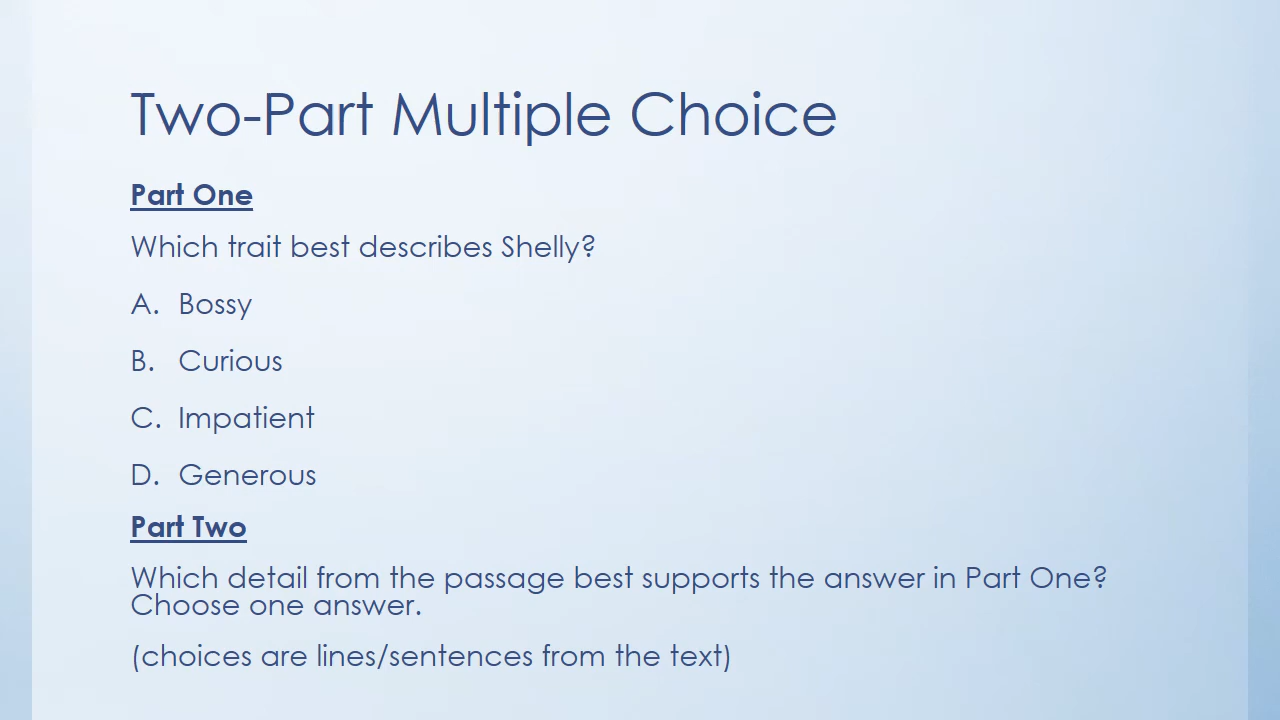 Two-Part Multiple Choice
Part One
Which trait best describes Shelly?
A. Bossy
B. Curious
C. Impatient
D. Generous
Part Two
Which detail from the passage best supports the answer in Part One?
Choose one answer.
(choices are lines/sentences from the text)